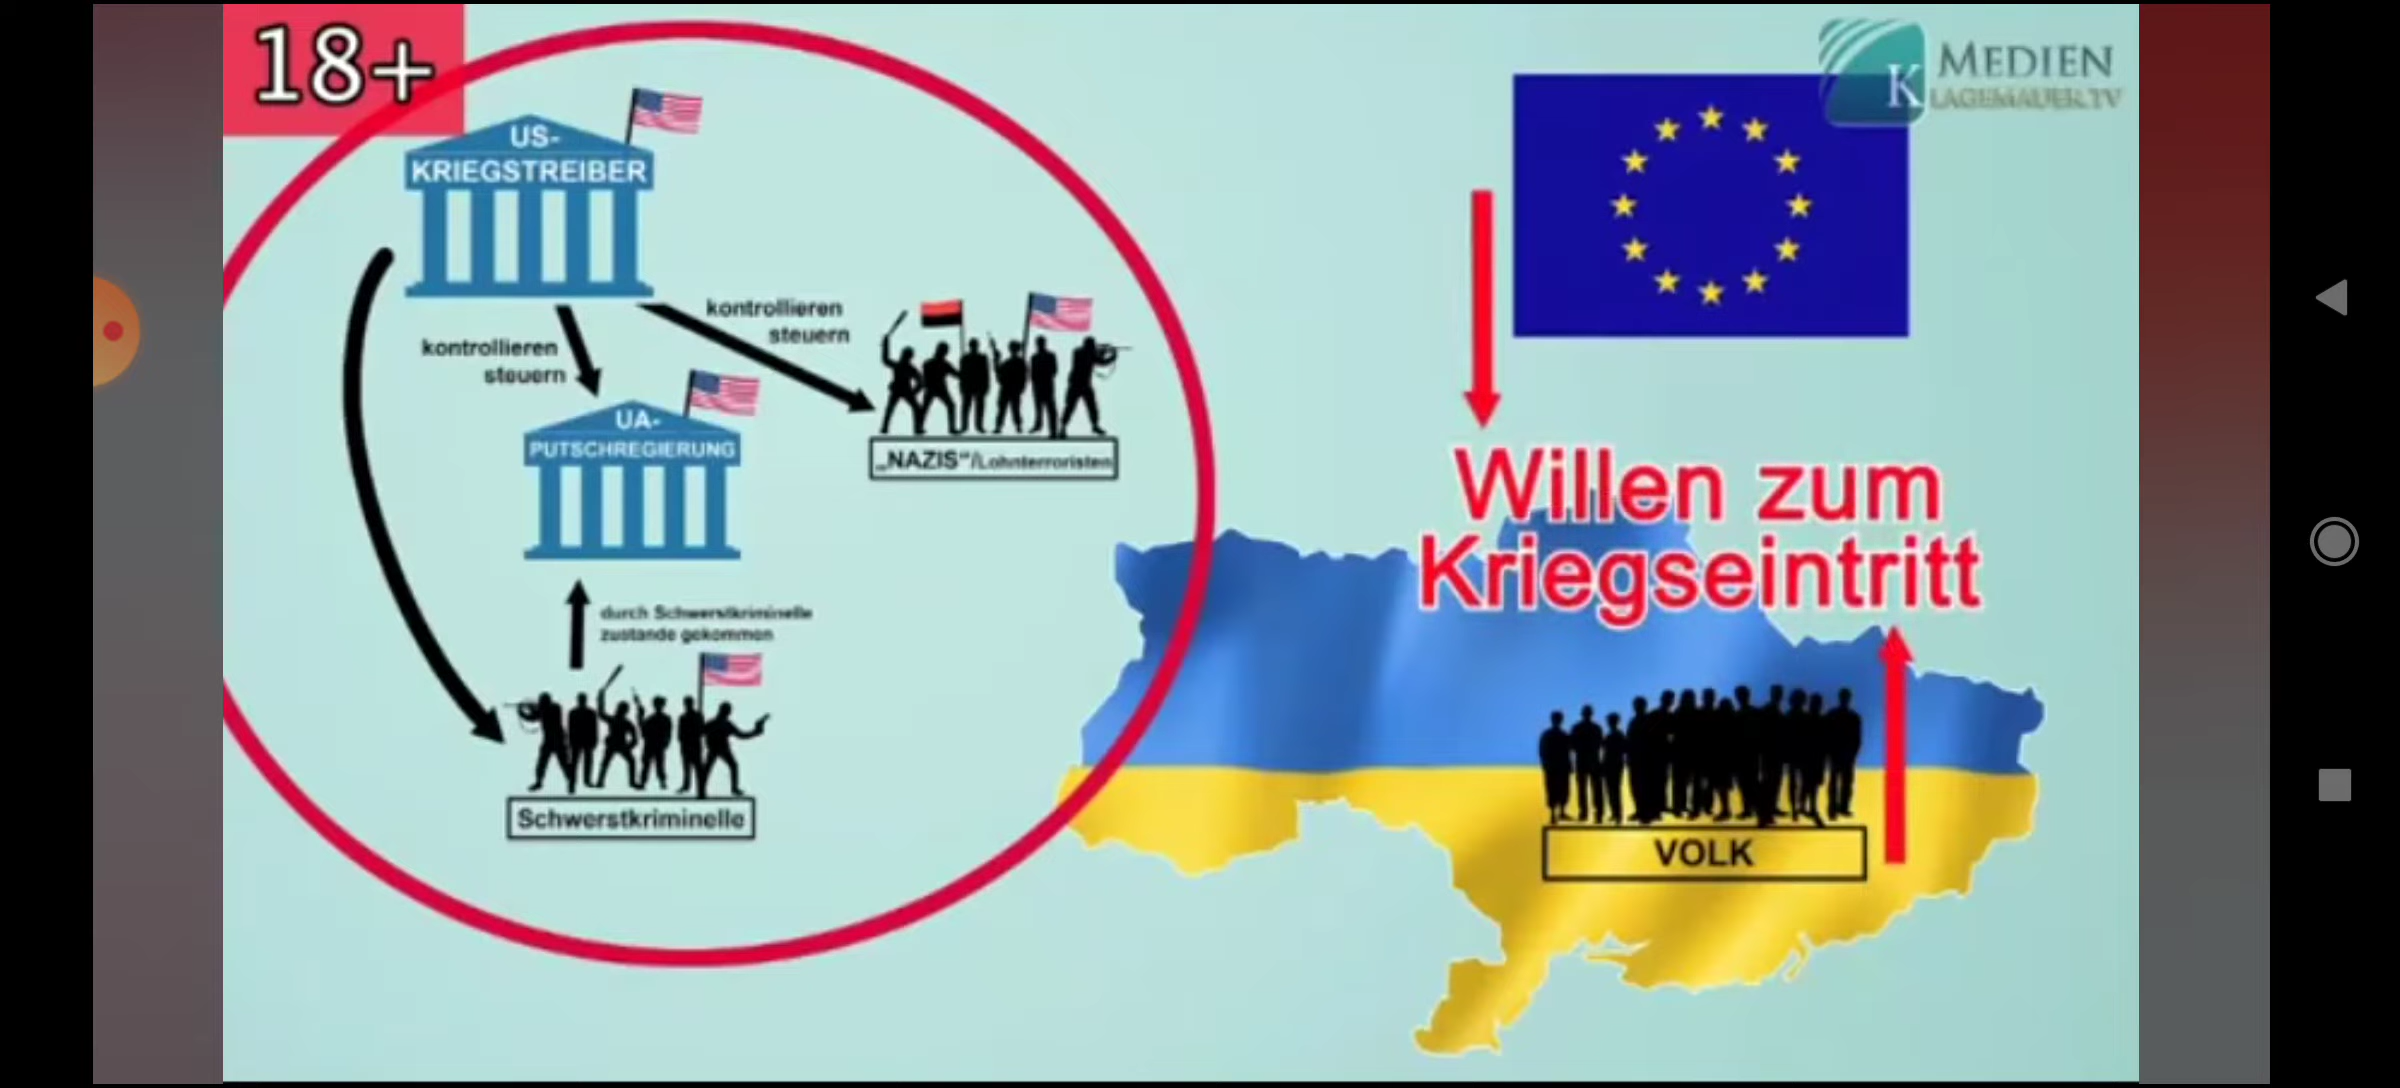 18+
US-
KRIEGSTREIBER
kontrollieren
steuern
kontrollieren
steuern
UA-
PUTSCHREGIERUNG
„NAZIS"/Lohnterroristen
durch Schwerstkriminelle
zustande gekommen
Schwerstkriminelle
K MEDIEN
LAGEMAUER.TV
Willen zum
Kriegseintritt
VOLK